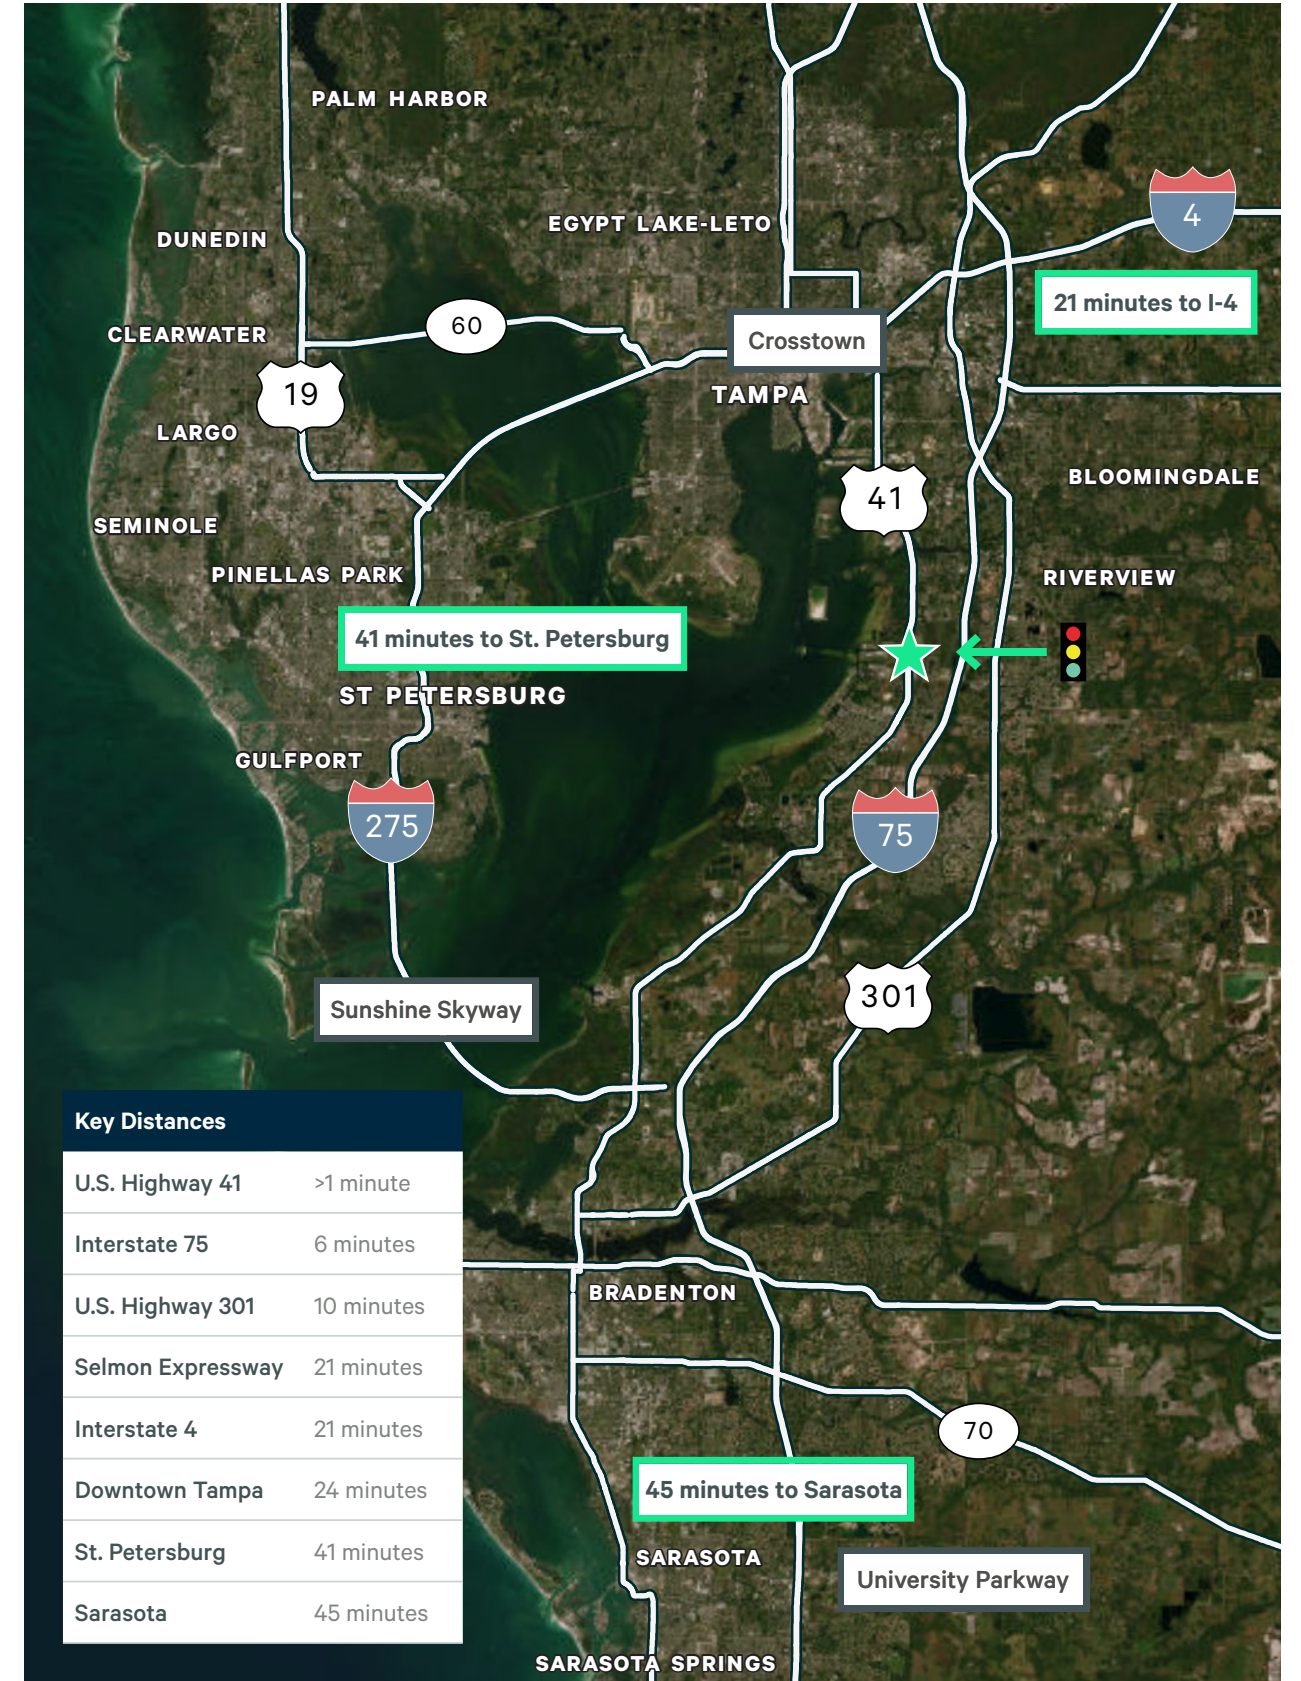 PALM HARBOR
4
EGYPT LAKE-LETO
DUNEDIN
21 minutes to I-4
60
CLEARWATER
Crosstown
19
TAMPA
LARGO
BLOOMINGDALE
41
SEMINOLE
PINELLAS PARK
RIVERVIEW
41 minutes to St. Petersburg
ST PETERSBURG
GULFPORT
275
75
301
Sunshine Skyway
Key Distances
U.S. Highway 41 >1 minute
Interstate 75 6 minutes
U.S. Highway 301 10 minutes
Selmon Expressway 21 minutes
Interstate 4 21 minutes
Downtown Tampa 24 minutes
St. Petersburg 41 minutes
Sarasota 45 minutes
BRADENTON
70
45 minutes to Sarasota
SARASOTA
University Parkway
SARASOTA SPRINGS